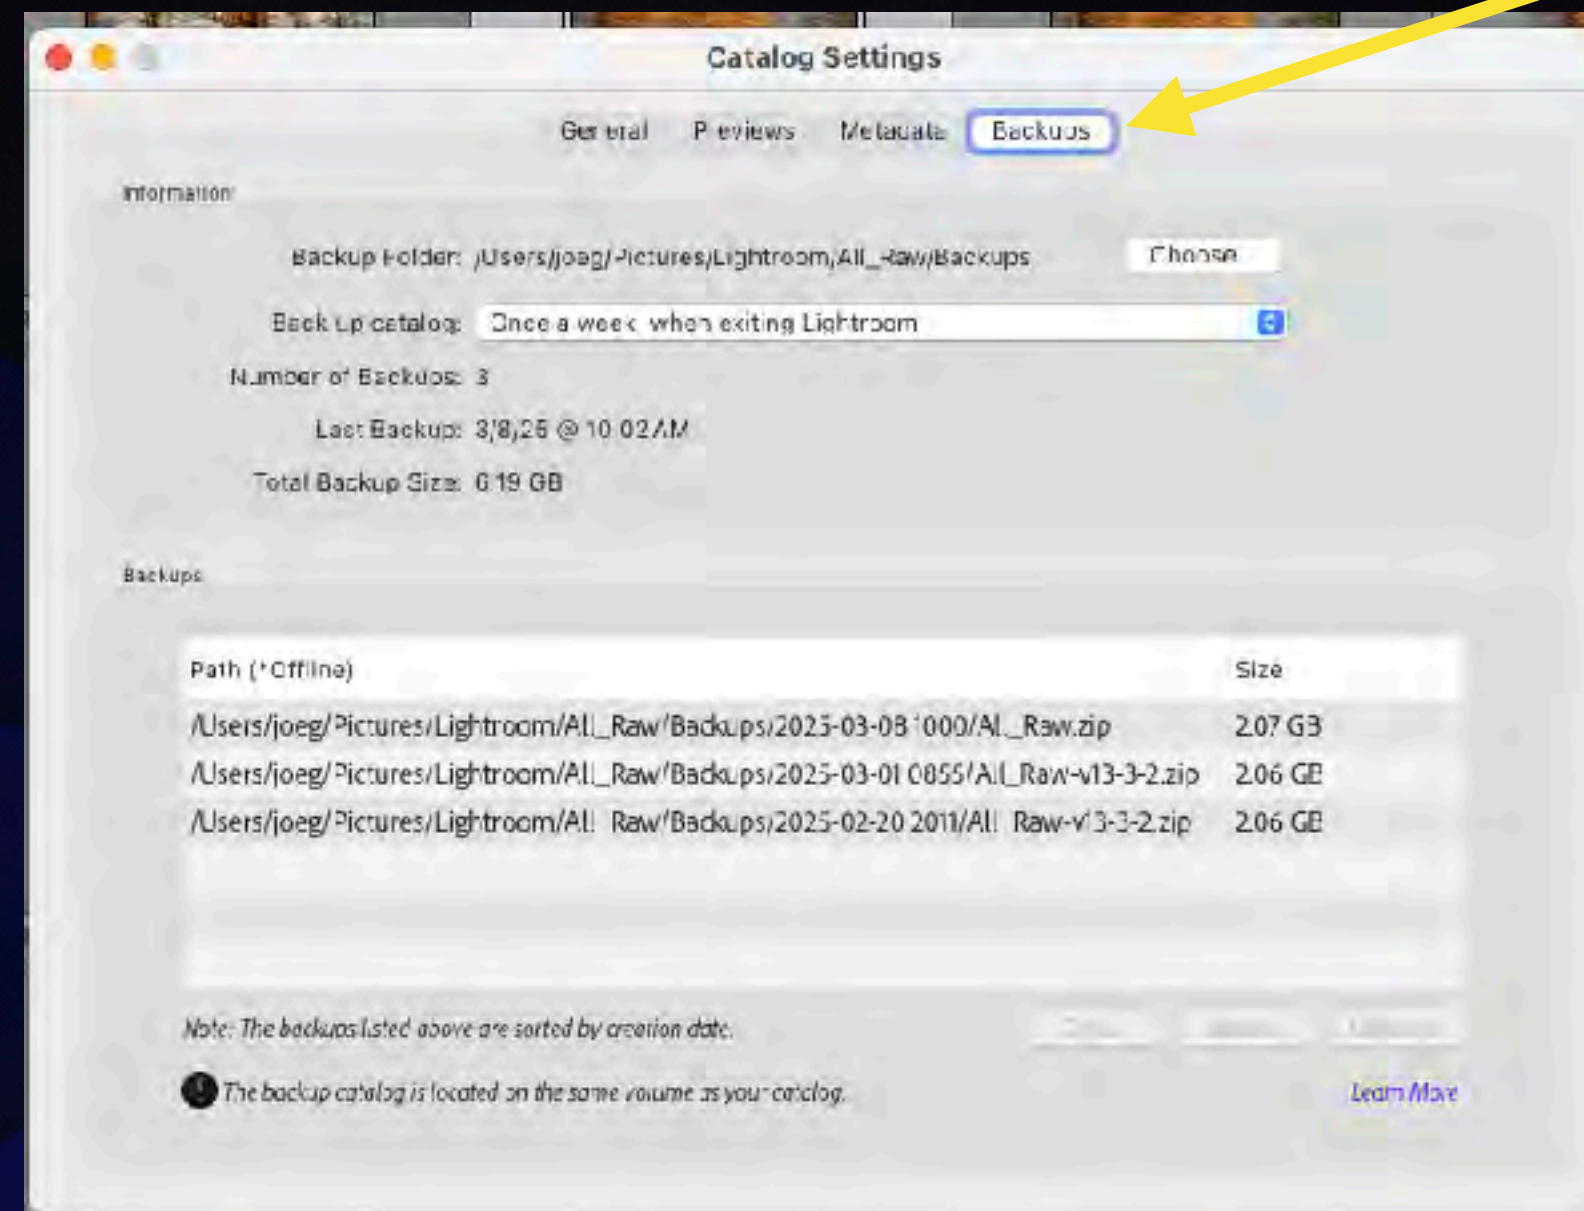 Catalog Settings
General Previews Metadata Backups
Information
Backup Folder: /Users/joeg/Pictures/Lightroom/All_Raw/Backups Choose
Back up catalog: Once a week, when exiting Lightroom
Number of Backups: 3
Last Backup: 3/8/25 @ 10:02 AM
Total Backup Size: 6.19 GB
Backups
Path (*Offline) Size
/Users/joeg/Pictures/Lightroom/All_Raw/Backups/2025-03-08 1000/All_Raw.zip 2.07 GB
/Users/joeg/Pictures/Lightroom/All_Raw/Backups/2025-03-01 0855/All_Raw-v13-3-2.zip 2.06 GB
/Users/joeg/Pictures/Lightroom/All_Raw/Backups/2025-02-20 2011/All_Raw-v13-3-2.zip 2.06 GB
Note: The backups listed above are sorted by creation date.
The backup catalog is located on the same volume as your catalog. Learn More